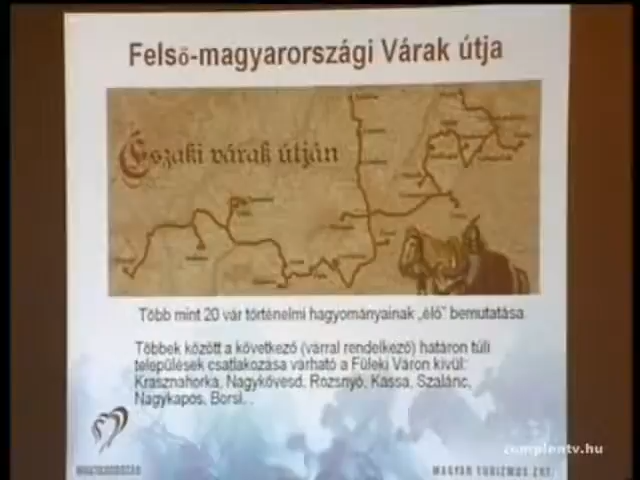 Felső-magyarországi Várak útja
Északi várak útján
Több mint 20 vár történelmi hagyományainak „élő” bemutatása
Többek között a következő (várral rendelkező) határon túli
települések csatlakozása várható a Füleki Váron kívül:
Krasznahorka, Nagykövesd, Rozsnyó, Kassa, Szalánc,
Nagykapos, Borsi...
MAGYARORSZÁG
MAGYAR TURIZMUS ZRT.
zemplentv.hu